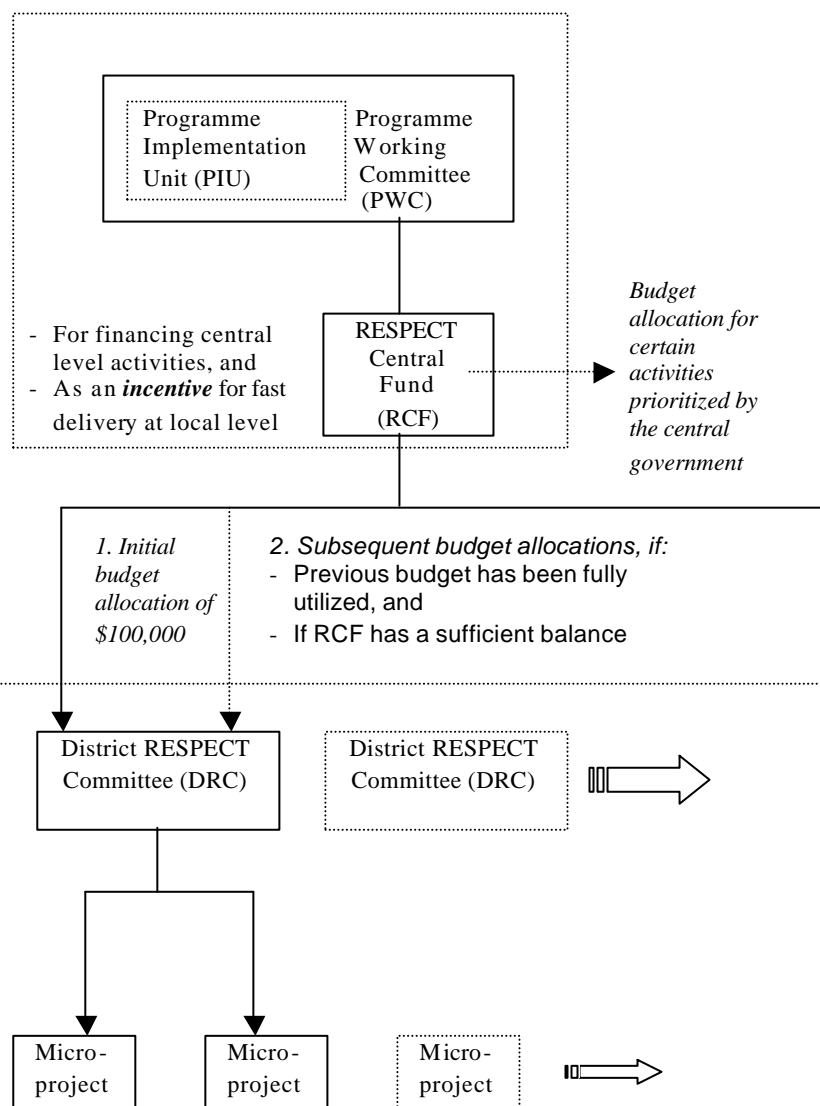 Programme
Implementation
Unit (PIU)
Programme
Working
Committee
(PWC)
- For financing central
level activities, and
- As an incentive for fast
delivery at local level
RESPECT
Central
Fund
(RCF)
Budget
allocation for
certain
activities
prioritized by
the central
government
1. Initial
budget
allocation of
$100,000
2. Subsequent budget allocations, if:
- Previous budget has been fully
utilized, and
- If RCF has a sufficient balance
District RESPECT
Committee (DRC)
District RESPECT
Committee (DRC)
Micro-
project
Micro-
project
Micro-
project